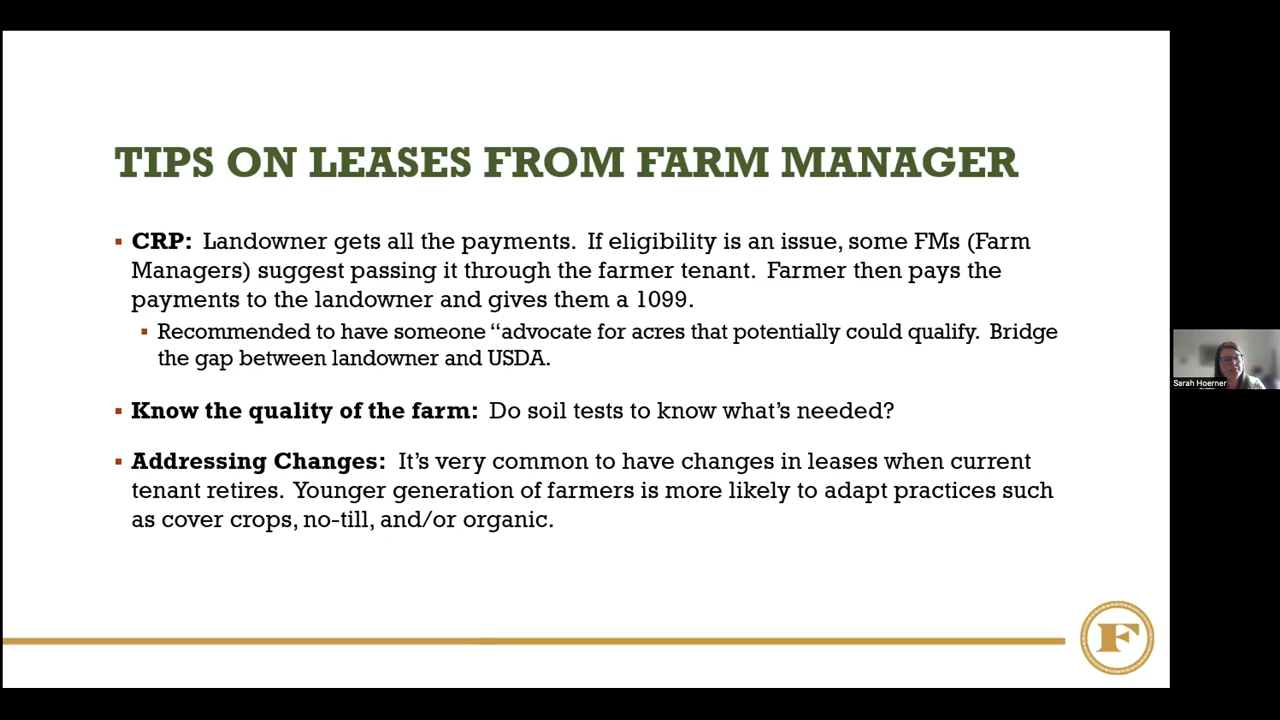 TIPS ON LEASES FROM FARM MANAGER
▪ CRP: Landowner gets all the payments. If eligibility is an issue, some FMs (Farm
Managers) suggest passing it through the farmer tenant. Farmer then pays the
payments to the landowner and gives them a 1099.
▪ Recommended to have someone “advocate for acres that potentially could qualify. Bridge
the gap between landowner and USDA.
▪ Know the quality of the farm: Do soil tests to know what’s needed?
▪ Addressing Changes: It’s very common to have changes in leases when current
tenant retires. Younger generation of farmers is more likely to adapt practices such
as cover crops, no-till, and/or organic.
Sarah Hoerner
F